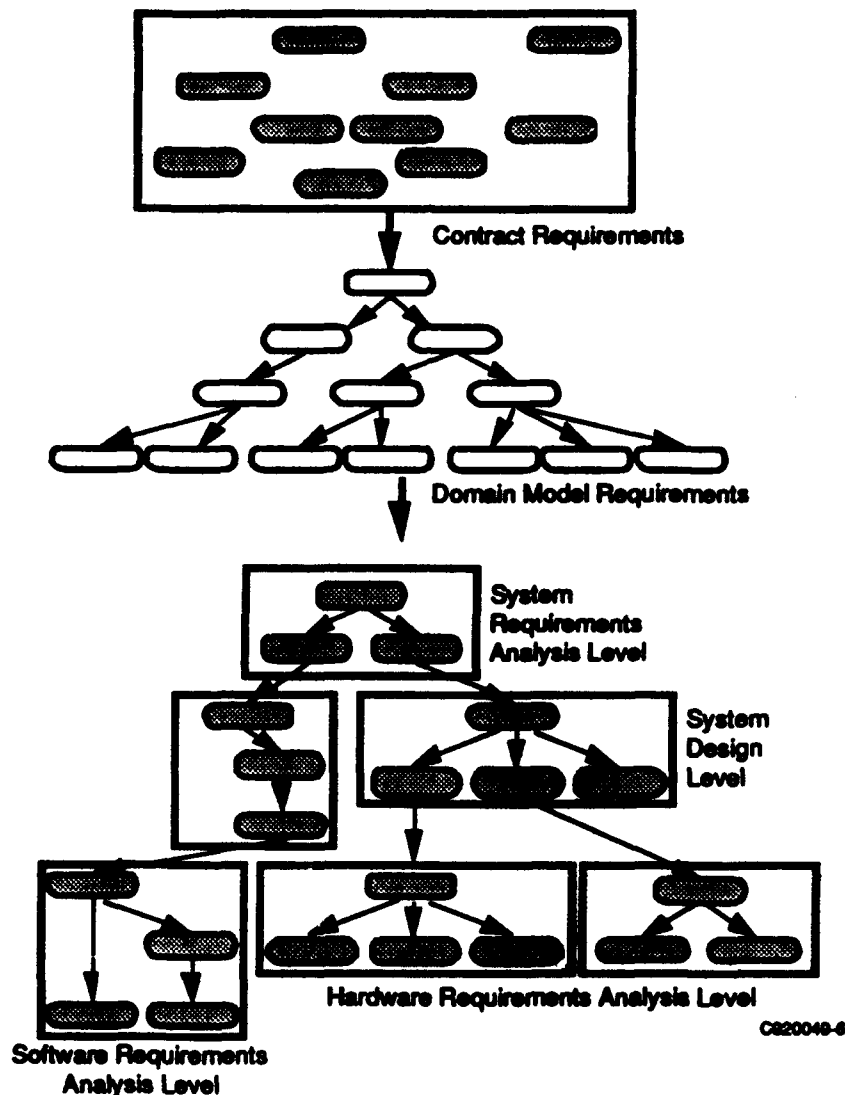 Contract Requirements
Domain Model Requirements
System
Requirements
Analysis Level
System
Design
Level
Hardware Requirements Analysis Level
C920049-6
Software Requirements
Analysis Level